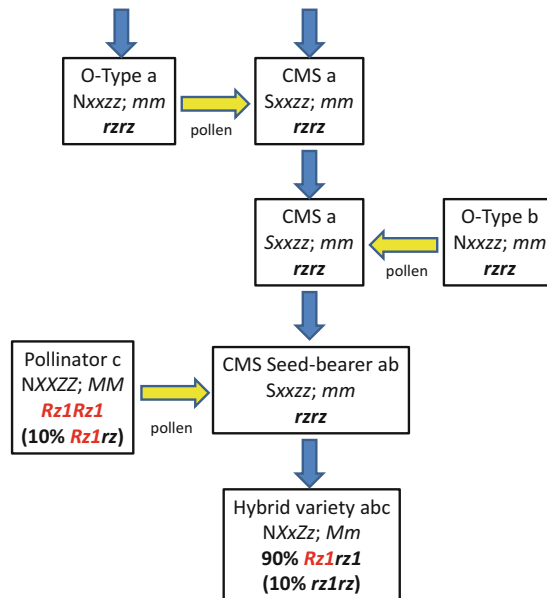 O-Type a
Nxxzz; mm
rzrz
pollen
CMS a
Sxxzz; mm
rzrz
CMS a
Sxxzz; mm
rzrz
pollen
O-Type b
Nxxzz; mm
rzrz
Pollinator c
NXXZZ; MM
Rz1Rz1
(10% Rz1rz)
pollen
CMS Seed-bearer ab
Sxxzz; mm
rzrz
Hybrid variety abc
NXxZz; Mm
90% Rz1rz1
(10% rz1rz)